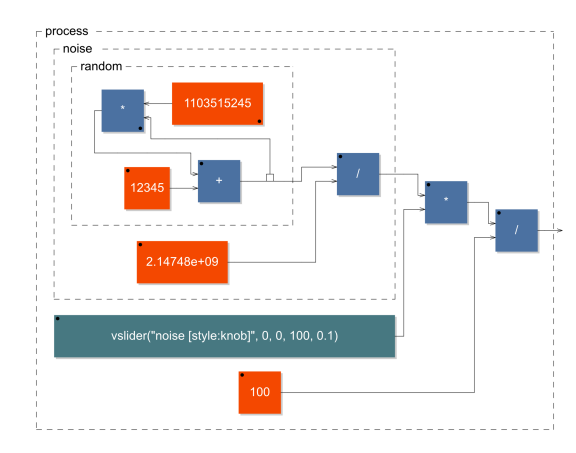 process
noise
random
*
1103515245
12345
+
/
*
/
2.14748e+09
vslider("noise [style:knob]", 0, 0, 100, 0.1)
100